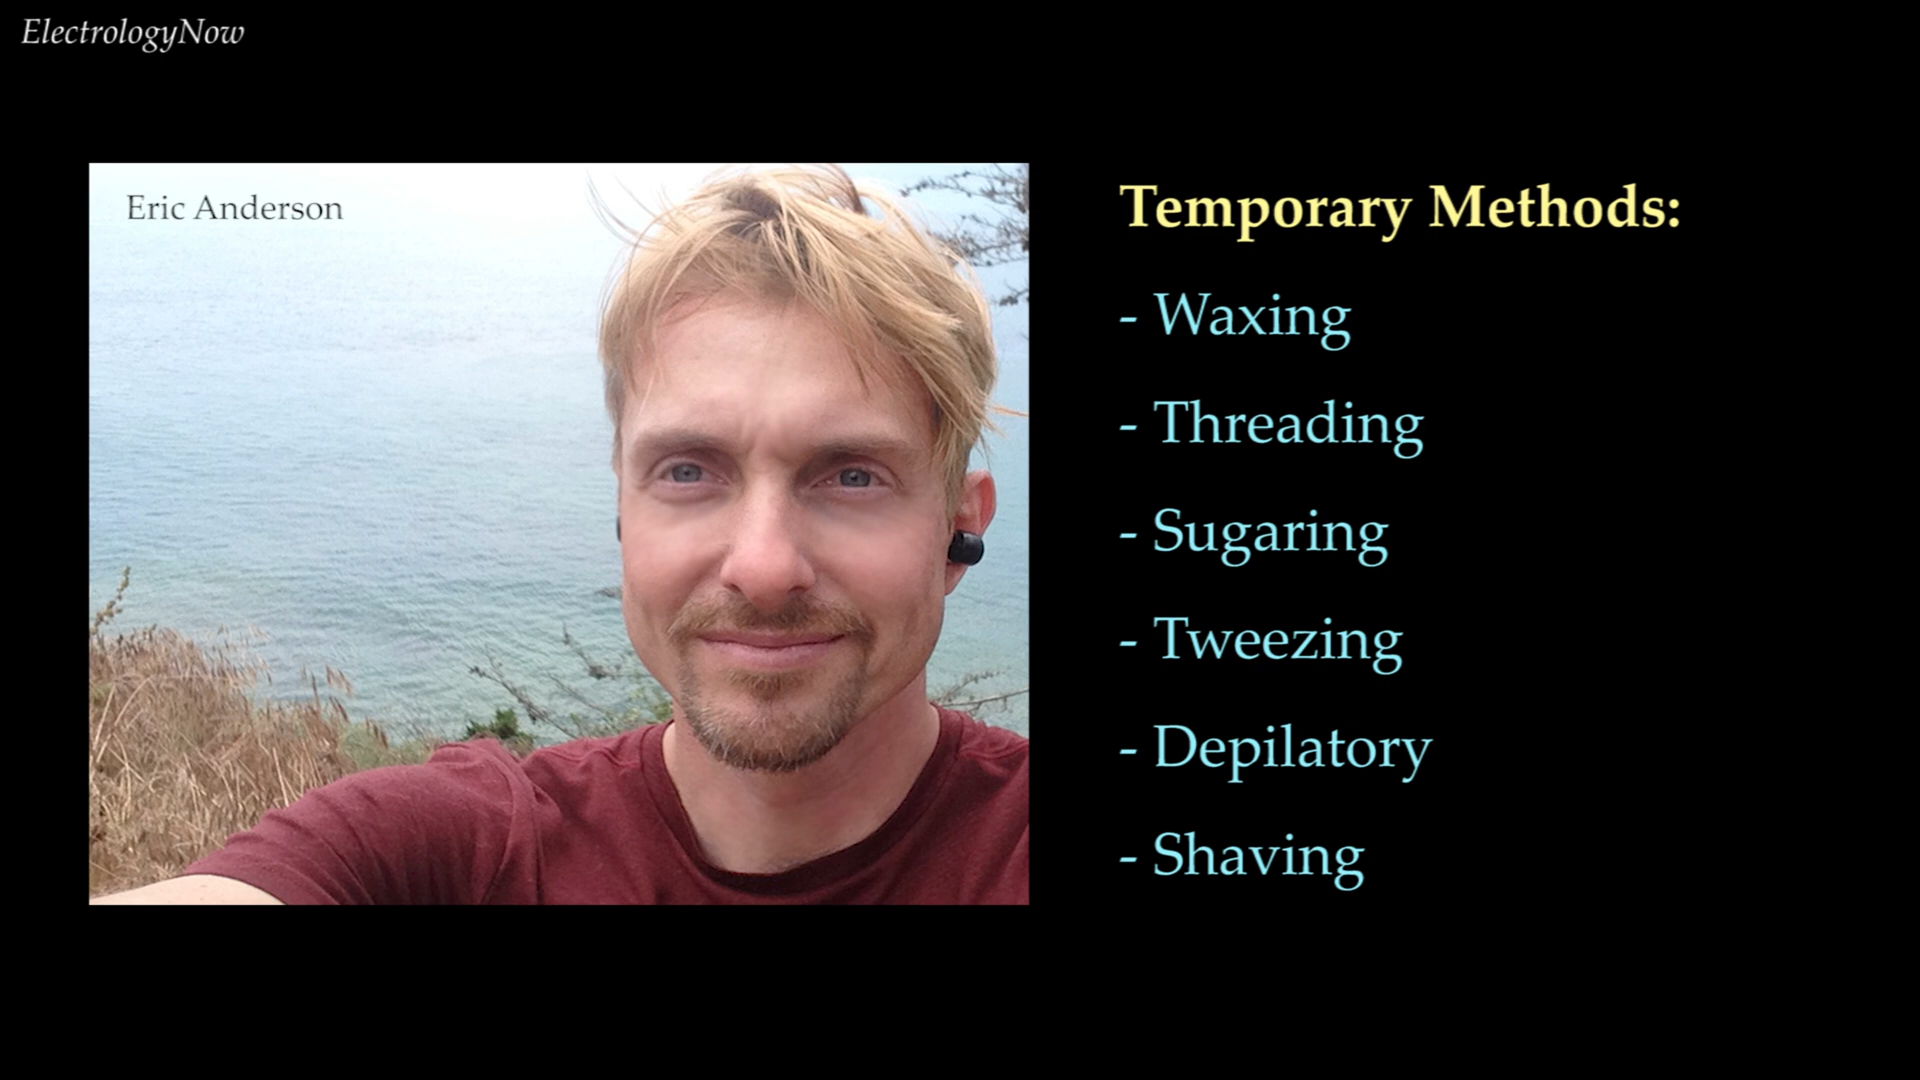 ElectrologyNow
Eric Anderson
Temporary Methods:
- Waxing
- Threading
- Sugaring
- Tweezing
- Depilatory
- Shaving